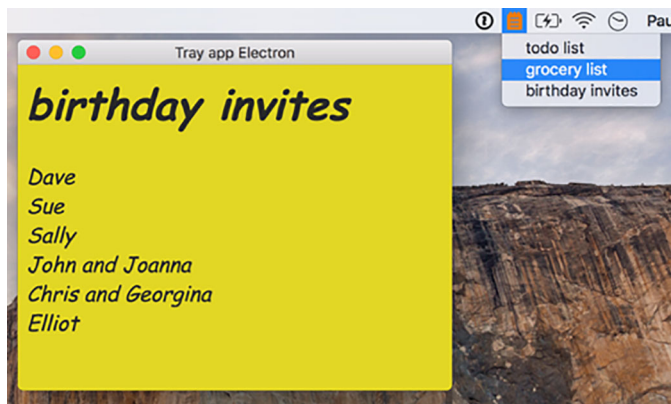 Pau
Tray app Electron
todo list
grocery list
birthday invites
birthday invites
Dave
Sue
Sally
John and Joanna
Chris and Georgina
Elliot